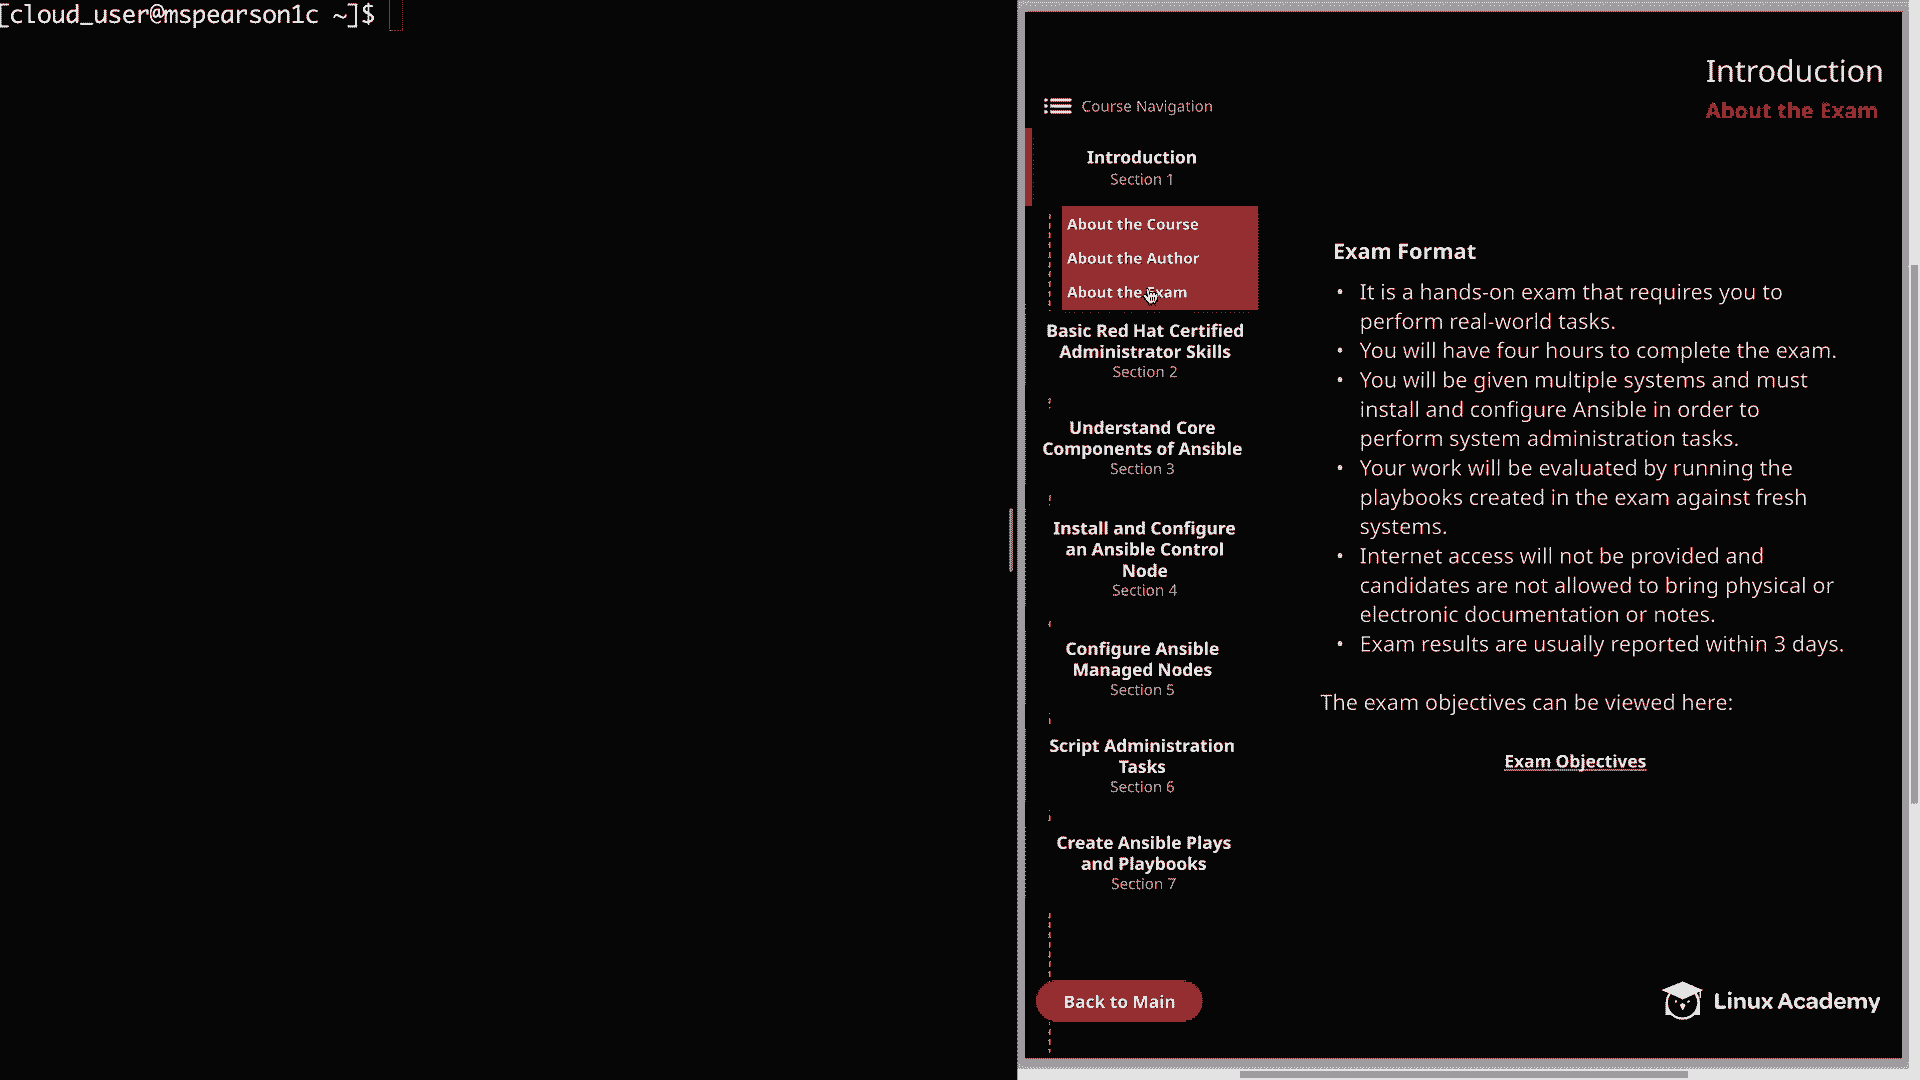 [cloud_user@mspearson1c ~]$
Introduction
About the Exam
Course Navigation
Introduction
Section 1
About the Course
About the Author
About the Exam
Basic Red Hat Certified
Administrator Skills
Section 2
Understand Core
Components of Ansible
Section 3
Install and Configure
an Ansible Control
Node
Section 4
Configure Ansible
Managed Nodes
Section 5
Script Administration
Tasks
Section 6
Create Ansible Plays
and Playbooks
Section 7
Back to Main
Exam Format
• It is a hands-on exam that requires you to
perform real-world tasks.
• You will have four hours to complete the exam.
• You will be given multiple systems and must
install and configure Ansible in order to
perform system administration tasks.
• Your work will be evaluated by running the
playbooks created in the exam against fresh
systems.
• Internet access will not be provided and
candidates are not allowed to bring physical or
electronic documentation or notes.
• Exam results are usually reported within 3 days.
The exam objectives can be viewed here:
Exam Objectives
Linux Academy